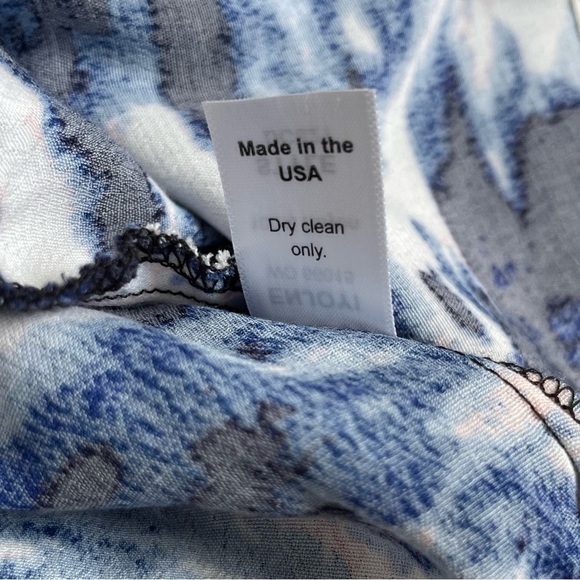 Made in the
USA
Dry clean
only.